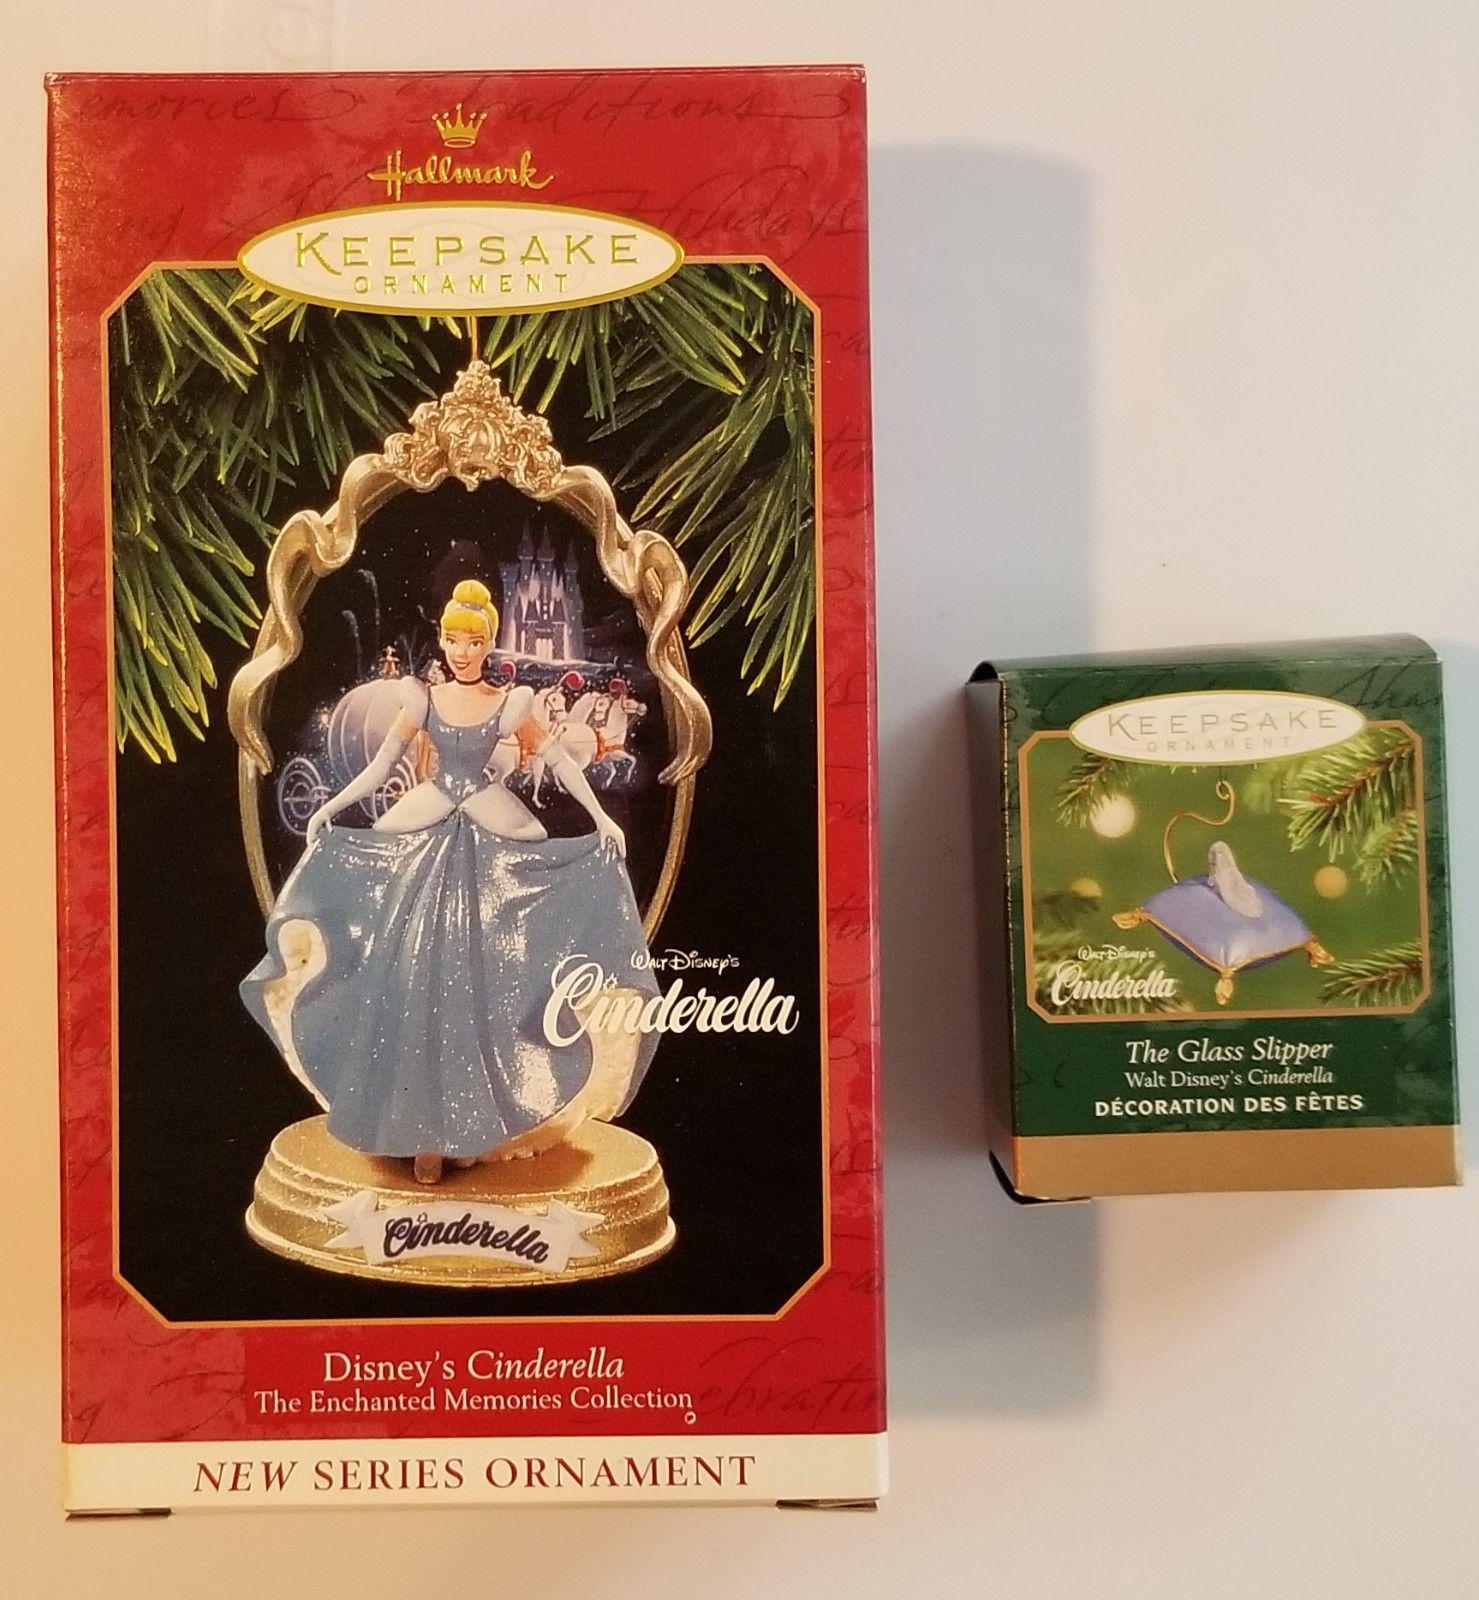 Hallmark
KEEPSAKE
ORNAMENT
WALT DISNEY'S
Cinderella
Cinderella
Disney's Cinderella
The Enchanted Memories Collection
NEW SERIES ORNAMENT
KEEPSAKE
ORNAMENT
WALT DISNEY'S
Cinderella
The Glass Slipper
Walt Disney's Cinderella
DÉCORATION DES FÊTES